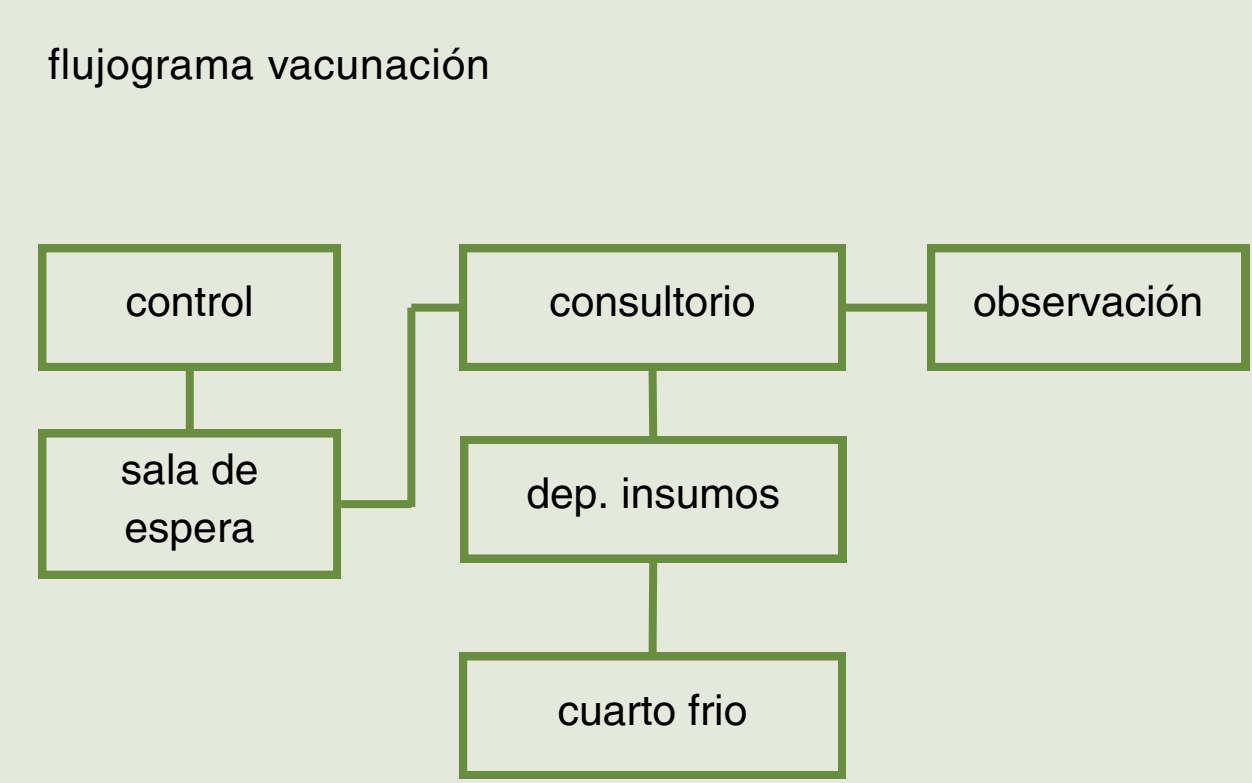 flujograma vacunación
control
consultorio
observación
sala de
espera
dep. insumos
cuarto frio